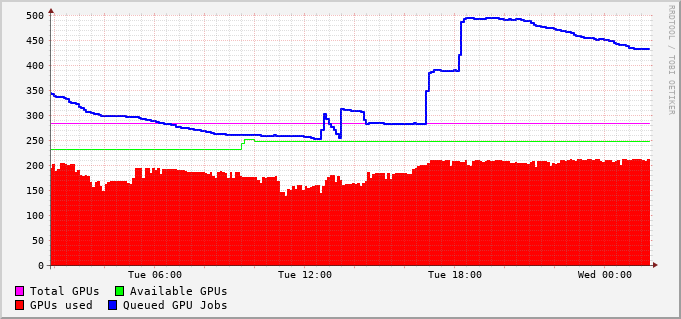 500
450
400
350
300
250
200
150
100
50
0
Tue 06:00 Tue 12:00 Tue 18:00 Wed 00:00
Total GPUs Available GPUs
GPUs used Queued GPU Jobs
RRDTOOL / TOBI OETIKER